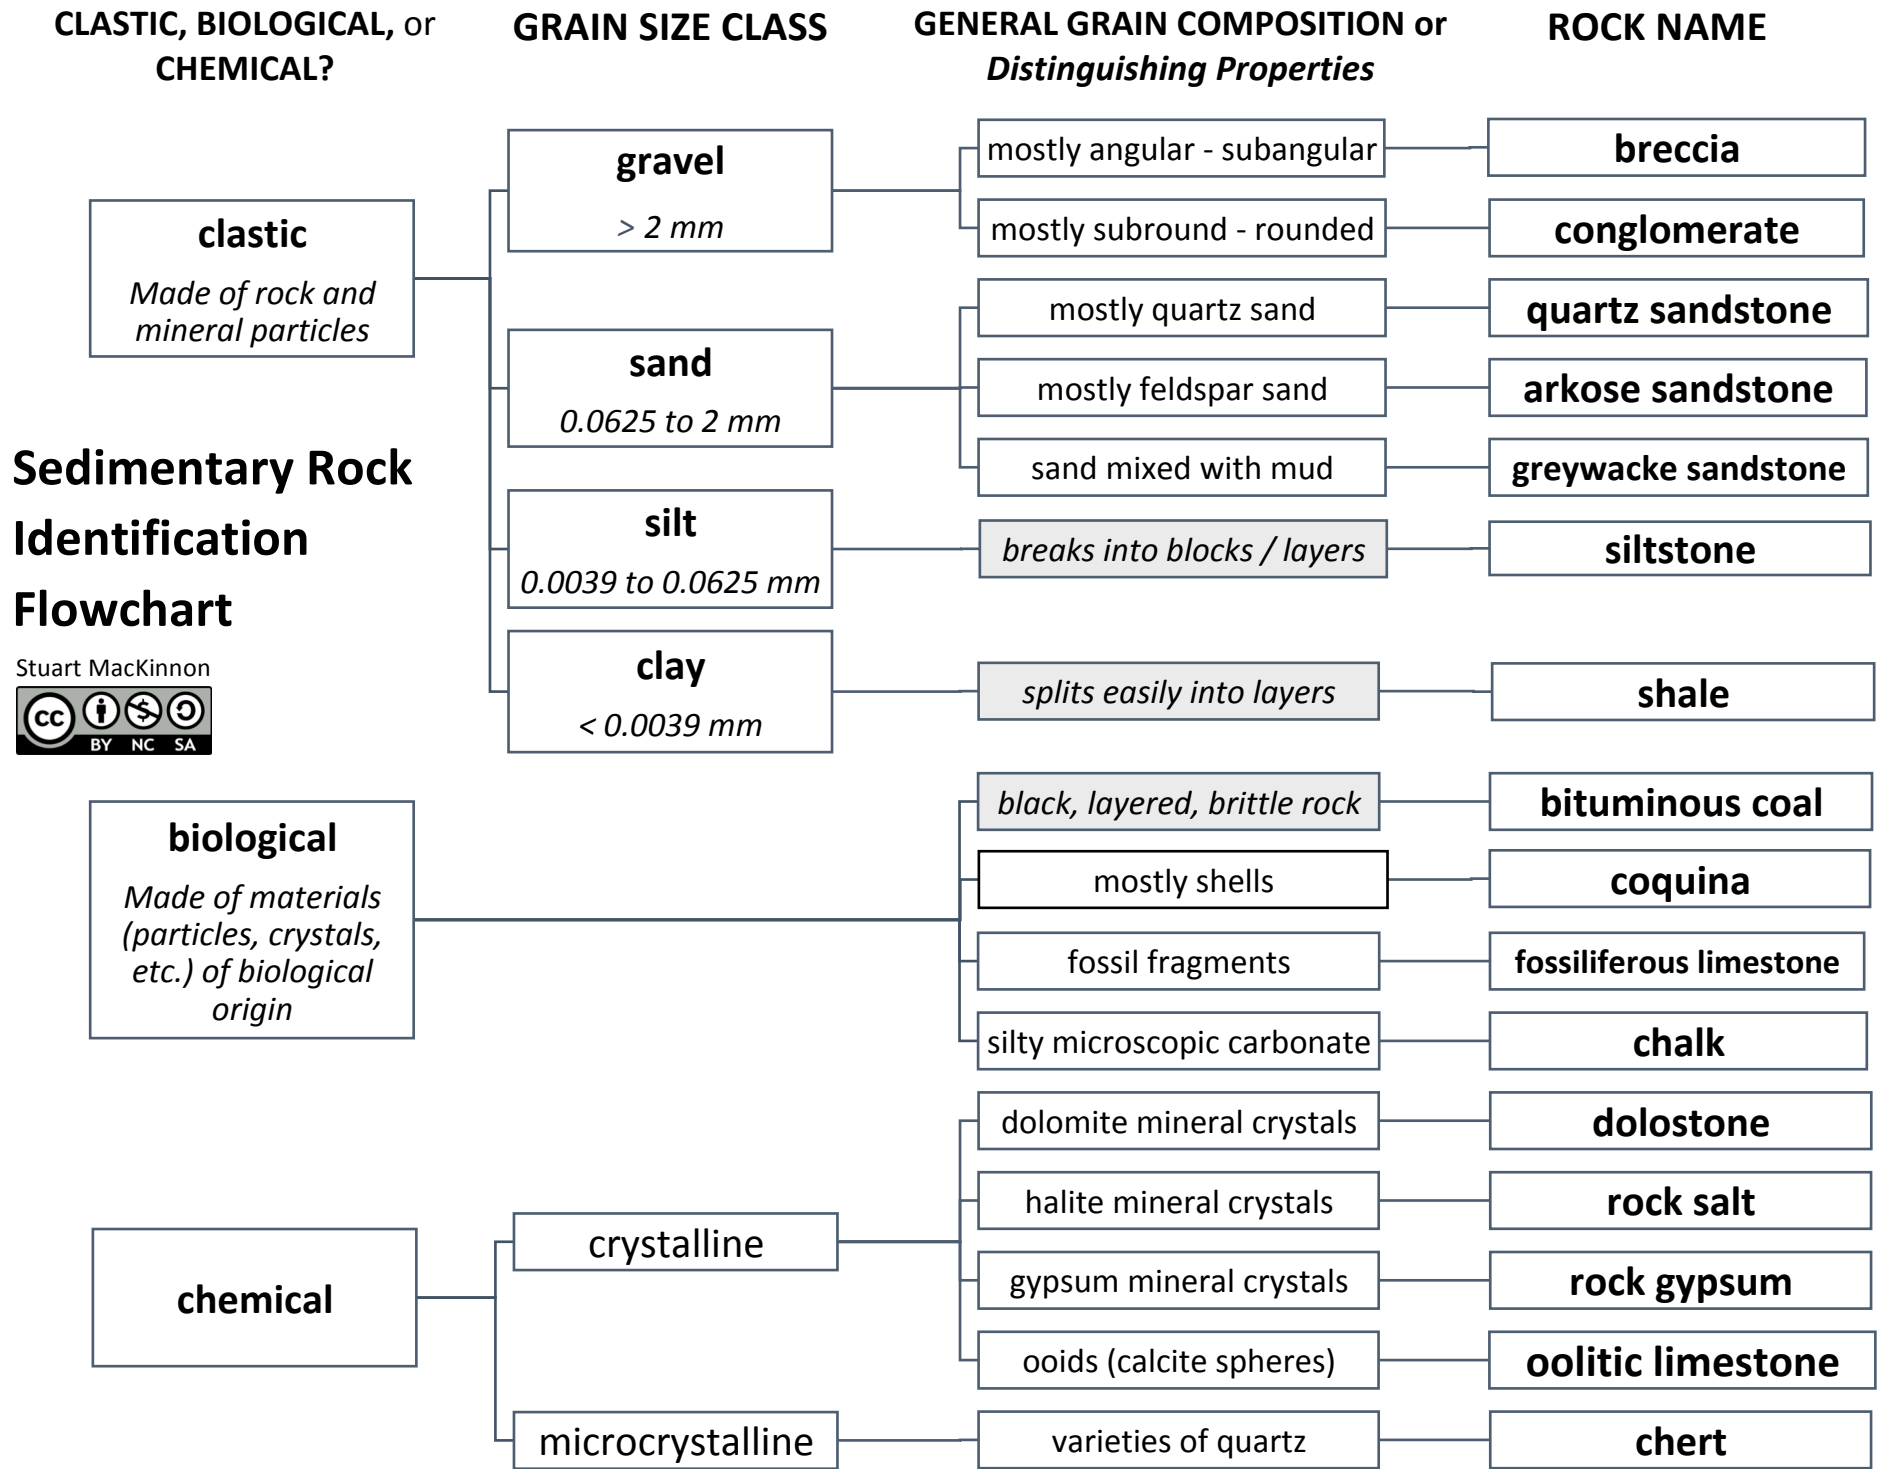 CLASTIC, BIOLOGICAL, or
CHEMICAL?
GRAIN SIZE CLASS
GENERAL GRAIN COMPOSITION or
Distinguishing Properties
ROCK NAME
clastic
Made of rock and
mineral particles
gravel
> 2 mm
mostly angular - subangular
breccia
mostly subround - rounded
conglomerate
sand
0.0625 to 2 mm
mostly quartz sand
quartz sandstone
mostly feldspar sand
arkose sandstone
sand mixed with mud
greywacke sandstone
silt
0.0039 to 0.0625 mm
breaks into blocks / layers
siltstone
clay
< 0.0039 mm
splits easily into layers
shale
Sedimentary Rock
Identification
Flowchart
Stuart MacKinnon
cc
BY NC SA
biological
Made of materials
(particles, crystals,
etc.) of biological
origin
black, layered, brittle rock
bituminous coal
mostly shells
coquina
fossil fragments
fossiliferous limestone
silty microscopic carbonate
chalk
chemical
crystalline
dolomite mineral crystals
dolostone
halite mineral crystals
rock salt
gypsum mineral crystals
rock gypsum
ooids (calcite spheres)
oolitic limestone
microcrystalline
varieties of quartz
chert